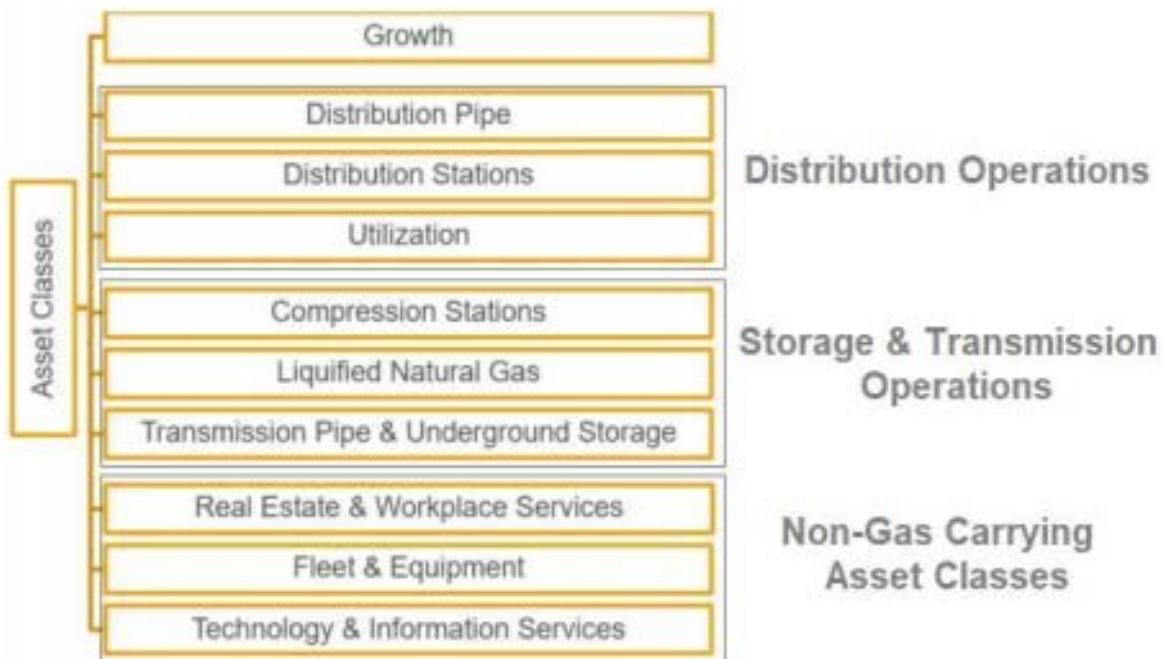 Growth
Distribution Pipe
Distribution Stations
Utilization
Distribution Operations
Asset Classes
Compression Stations
Liquified Natural Gas
Transmission Pipe & Underground Storage
Storage & Transmission
Operations
Real Estate & Workplace Services
Fleet & Equipment
Technology & Information Services
Non-Gas Carrying
Asset Classes